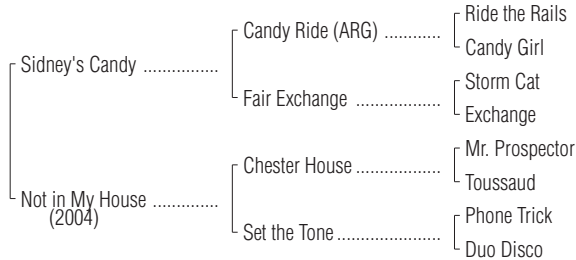 Ride the Rails
Candy Ride (ARG) ............
Candy Girl
Sidney's Candy ...............
Storm Cat
Fair Exchange .................
Exchange
Mr. Prospector
Chester House .................
Toussaud
Not in My House .............
(2004)
Phone Trick
Set the Tone .....................
Duo Disco